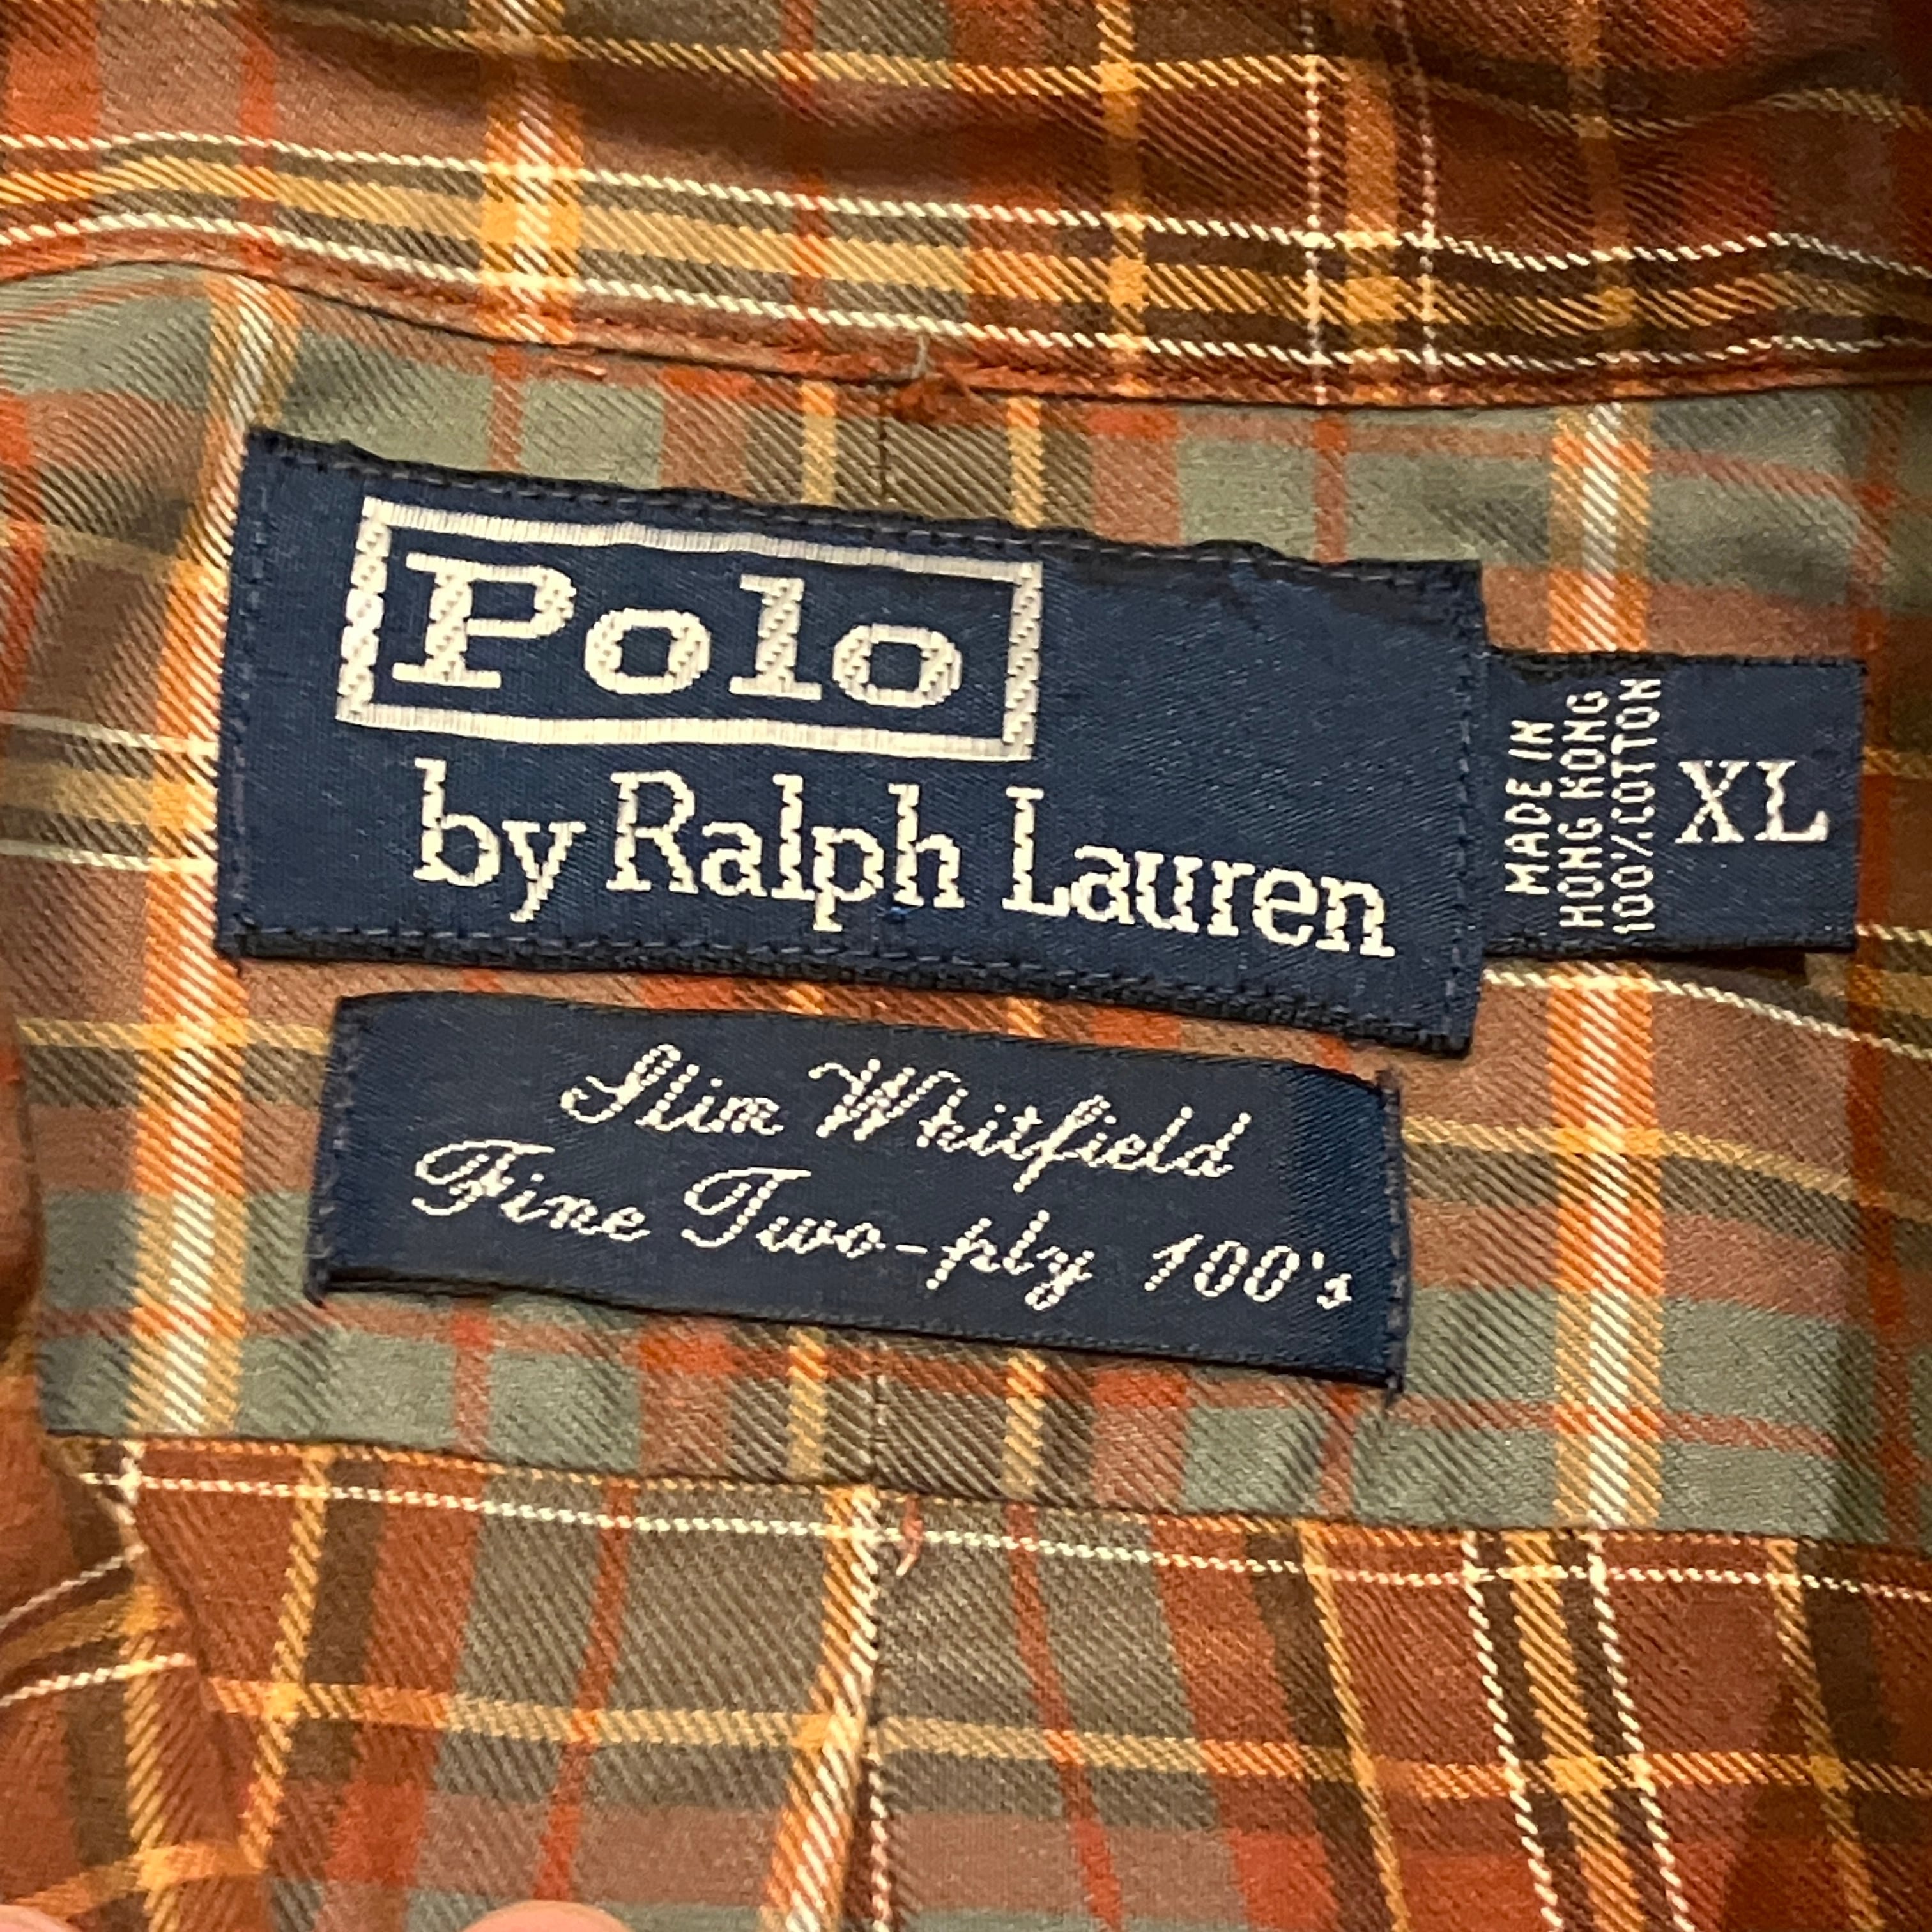 Polo
by Ralph Lauren
MADE IN
HONG KONG
100% COTTON
XL
Slim Whitfield
Fine Two-ply 100's